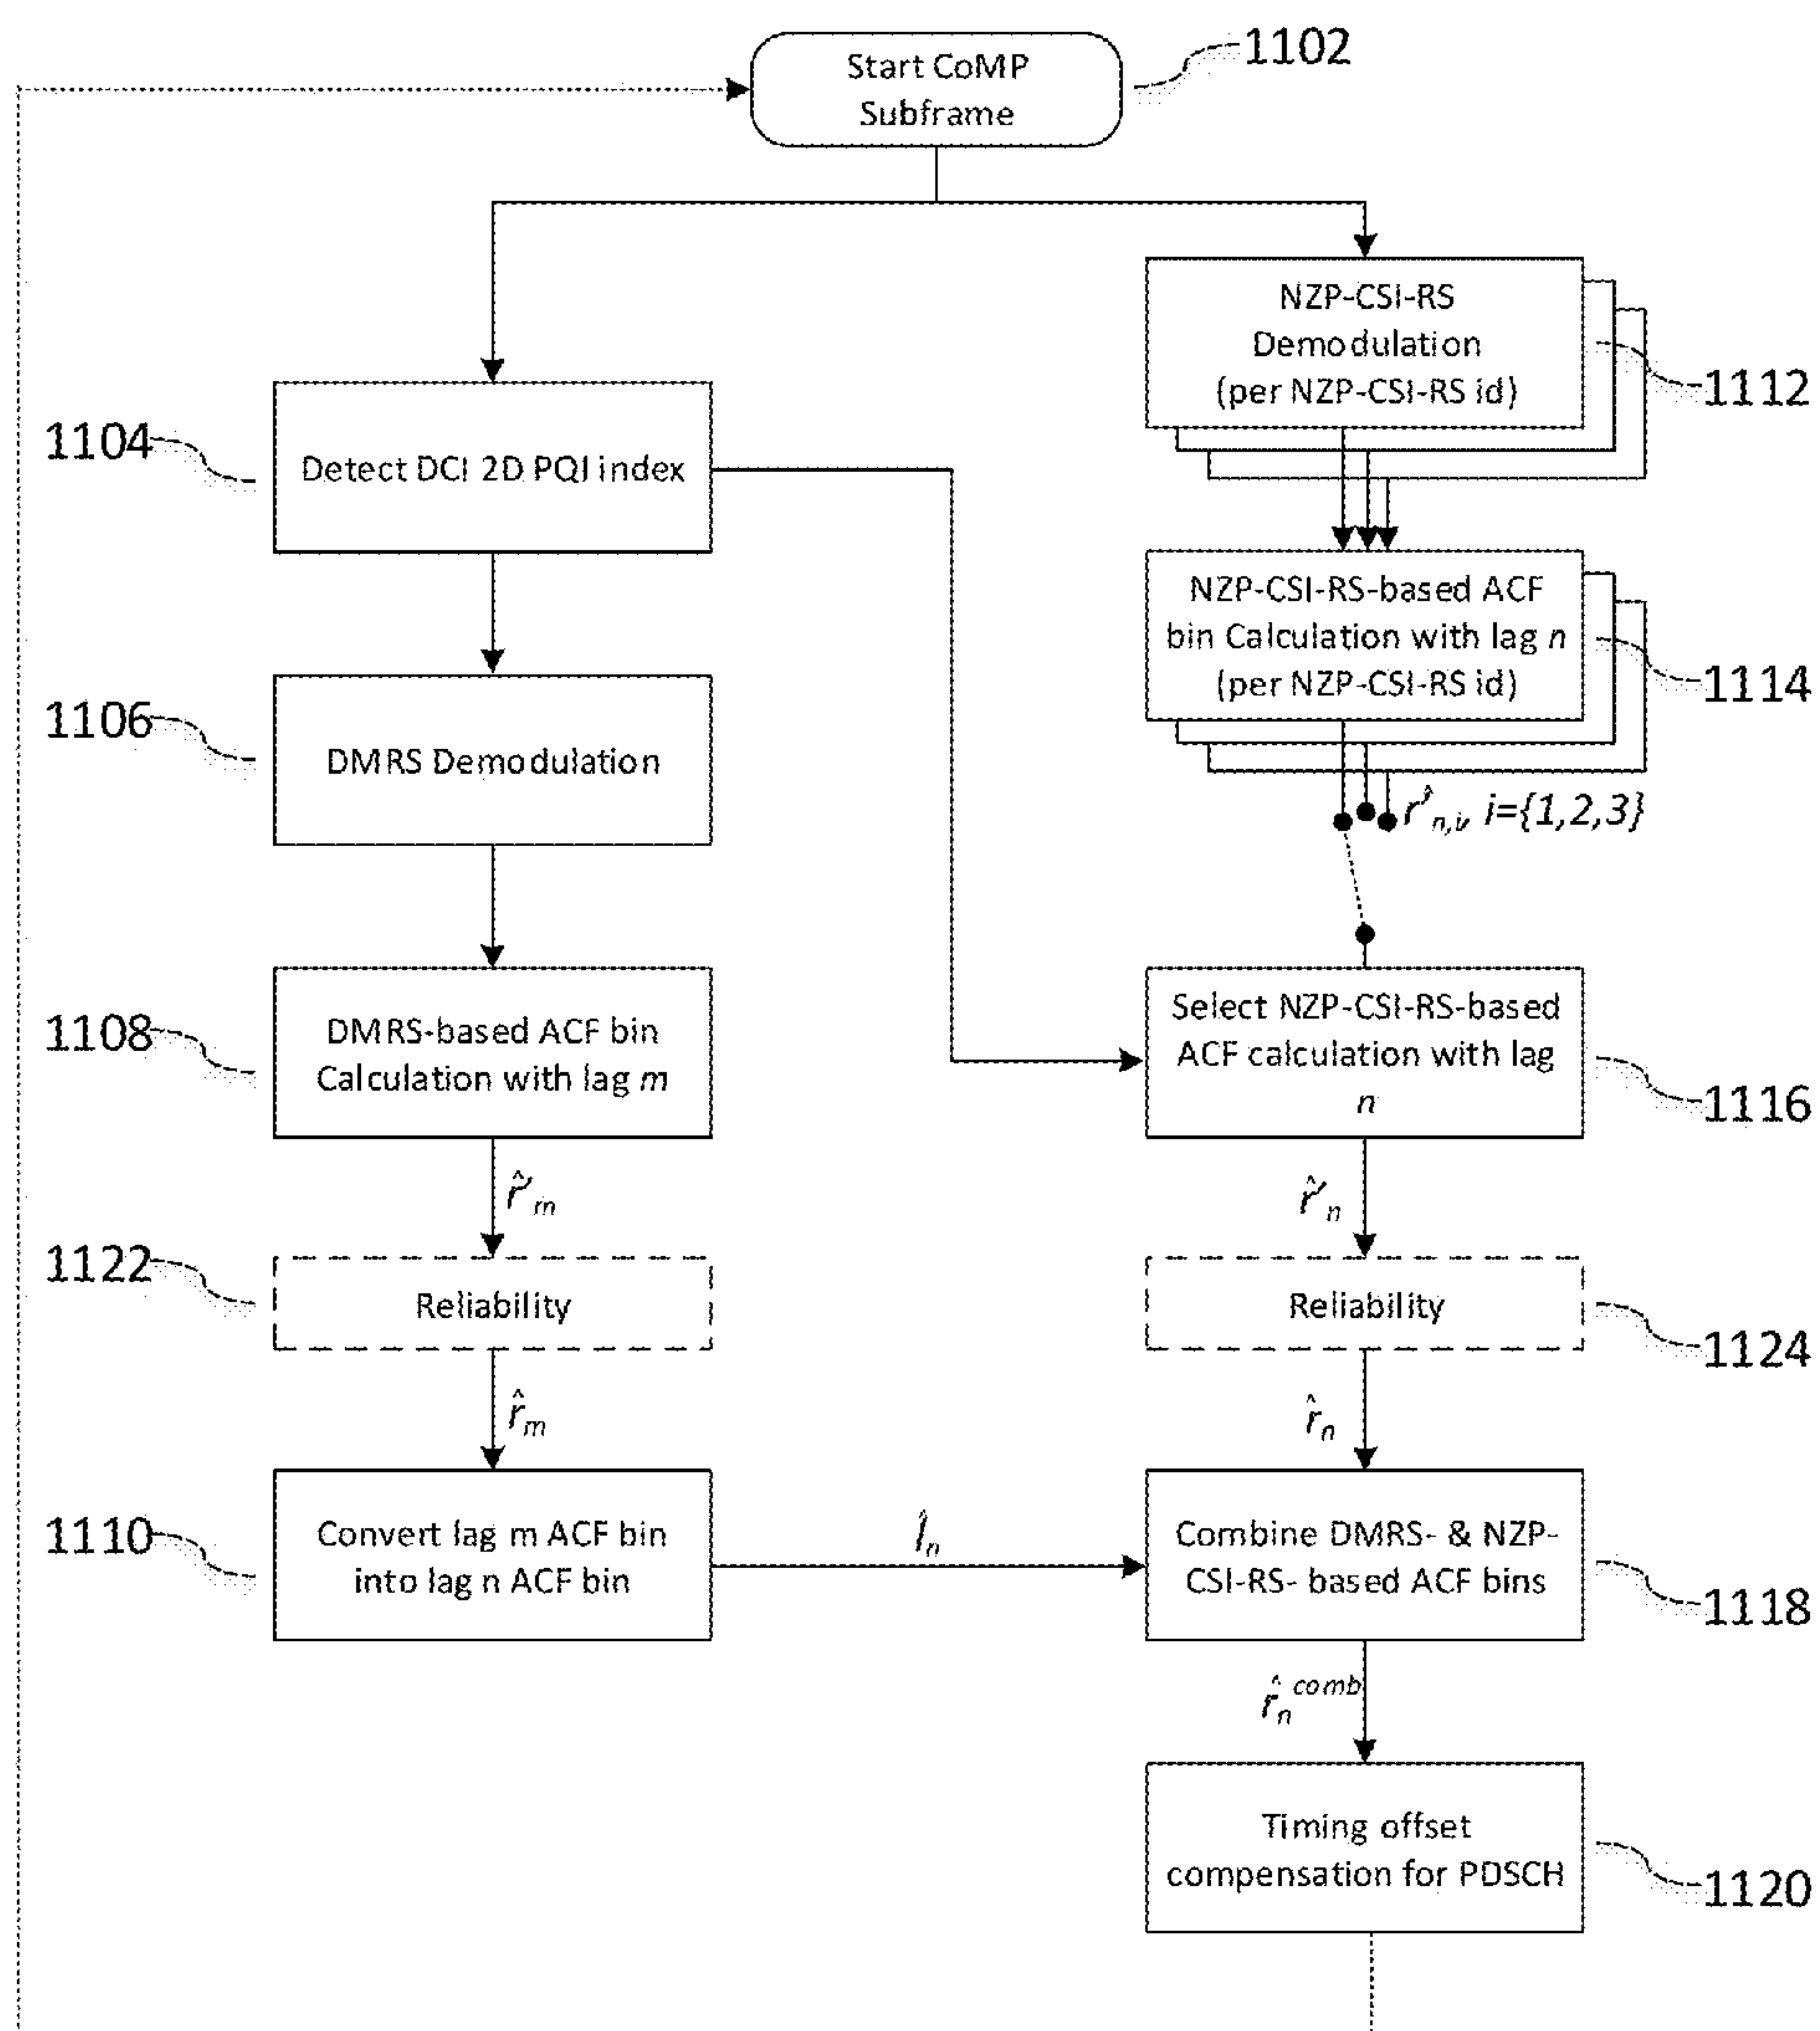 Start CoMP
Subframe
1102
NZP-CSI-RS
Demodulation
(per NZP-CSI-RS id)
1112
1104
Detect DCI 2D PQI index
NZP-CSI-RS-based ACF
bin Calculation with lag n
(per NZP-CSI-RS id)
1114
1106
DMRS Demodulation
r̂'n,i, i={1,2,3}
1108
DMRS-based ACF bin
Calculation with lag m
Select NZP-CSI-RS-based
ACF calculation with lag
n
1116
r̂'m
r̂'n
1122
Reliability
Reliability
1124
r̂m
r̂n
1110
Convert lag m ACF bin
into lag n ACF bin
l̂n
Combine DMRS- & NZP-
CSI-RS- based ACF bins
1118
r̂n comb
Timing offset
compensation for PDSCH
1120